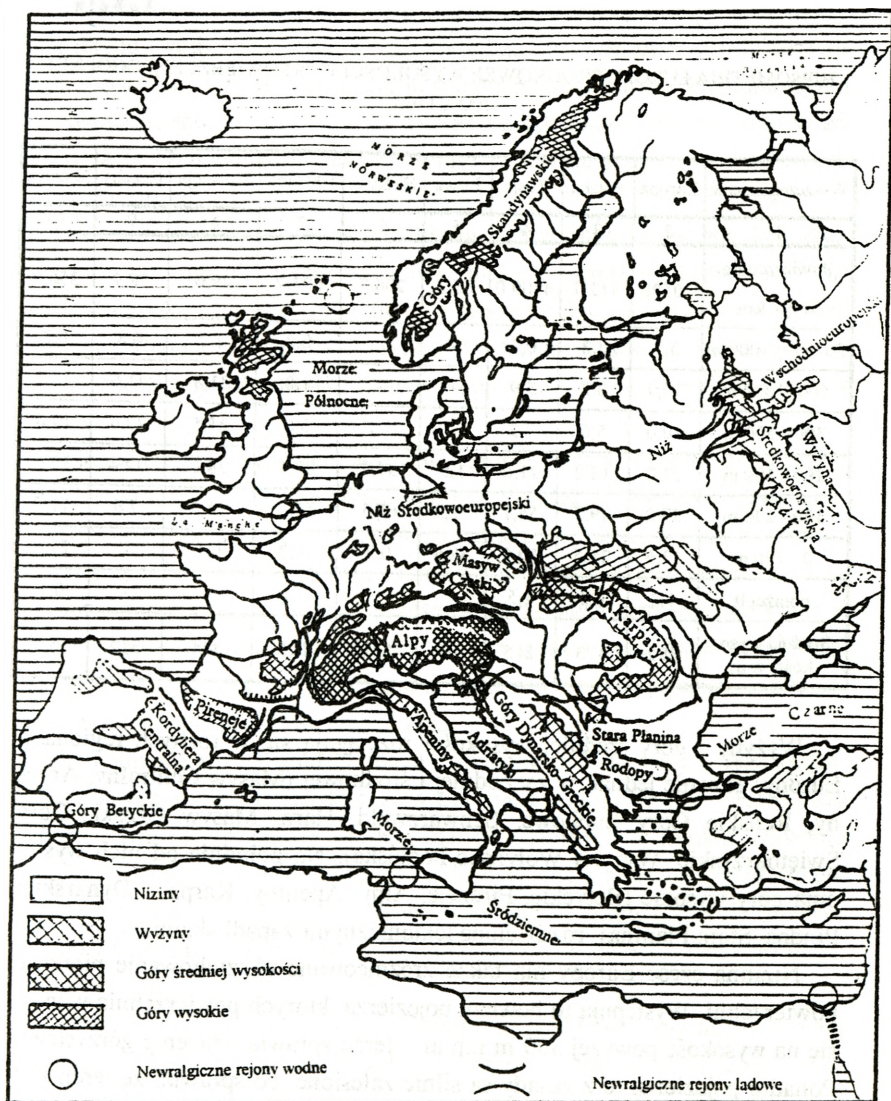 MORZE
NORWESKIE
Góry Skandynawskie
Morze
Północne
Wschodnioeuropejski
Niż
Wyżyna
Środkoworosyjska
La Manche
Niż Środkowoeuropejski
Masyw
Czeski
Karpaty
Alpy
Pireneje
Kordyliera
Centralna
Apeniny
Adriatyk
Góry Dynarsko-
Greckie
Stara Planina
Rodopy
Morze
Czarne
Góry Betyckie
Morze
Śródziemne
Niziny
Wyżyny
Góry średniej wysokości
Góry wysokie
Newralgiczne rejony wodne
Newralgiczne rejony lądowe